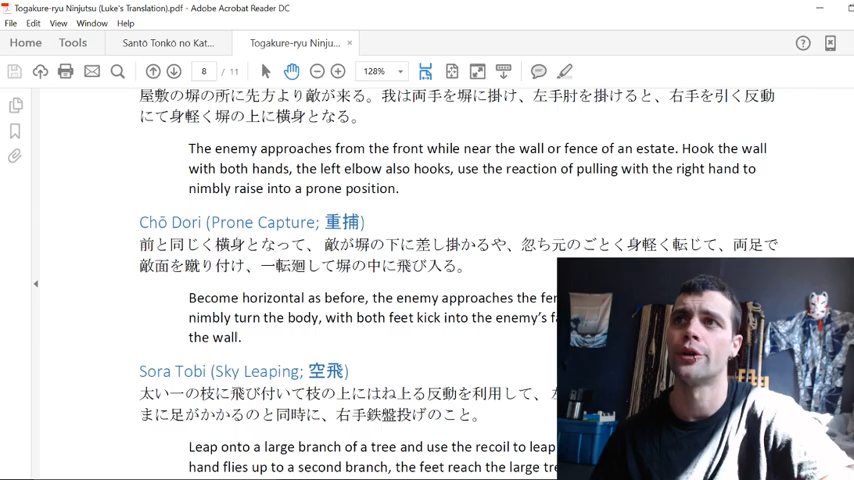 Togakure-ryu Ninjutsu (Luke's Translation).pdf - Adobe Acrobat Reader DC
File Edit View Window Help
Home Tools Santō Tonkō no Kat... Togakure-ryu Ninju... ×
8 / 11 128%
屋敷の塀の所に先方より敵が来る。我は両手を塀に掛け、左手肘を掛けると、右手を引く反動
にて身軽く塀の上に横身となる。
The enemy approaches from the front while near the wall or fence of an estate. Hook the wall
with both hands, the left elbow also hooks, use the reaction of pulling with the right hand to
nimbly raise into a prone position.
Chō Dori (Prone Capture; 重捕)
前と同じく横身となって、 敵が塀の下に差し掛かるや、忽ち元のごとく身軽く転じて、両足で
敵面を蹴り付け、一転廻して塀の中に飛び入る。
Become horizontal as before, the enemy approaches the fen
nimbly turn the body, with both feet kick into the enemy's fa
the wall.
Sora Tobi (Sky Leaping; 空飛)
太い一の枝に飛び付いて枝の上にはね上る反動を利用して、
まに足がかかるのと同時に、右手鉄盤投げのこと。
Leap onto a large branch of a tree and use the recoil to leap
hand flies up to a second branch, the feet reach the large tre